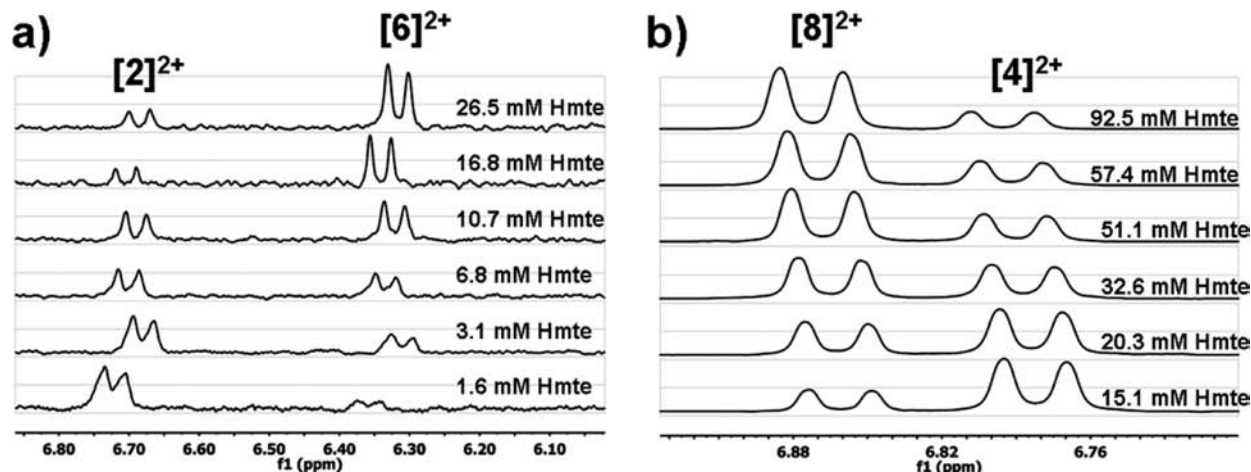 a)
[2]²⁺
[6]²⁺
26.5 mM Hmte
16.8 mM Hmte
10.7 mM Hmte
6.8 mM Hmte
3.1 mM Hmte
1.6 mM Hmte
6.80 6.70 6.60 6.50 6.40 6.30 6.20 6.10
f1 (ppm)
b)
[8]²⁺
[4]²⁺
92.5 mM Hmte
57.4 mM Hmte
51.1 mM Hmte
32.6 mM Hmte
20.3 mM Hmte
15.1 mM Hmte
6.88 6.82 6.76
f1 (ppm)